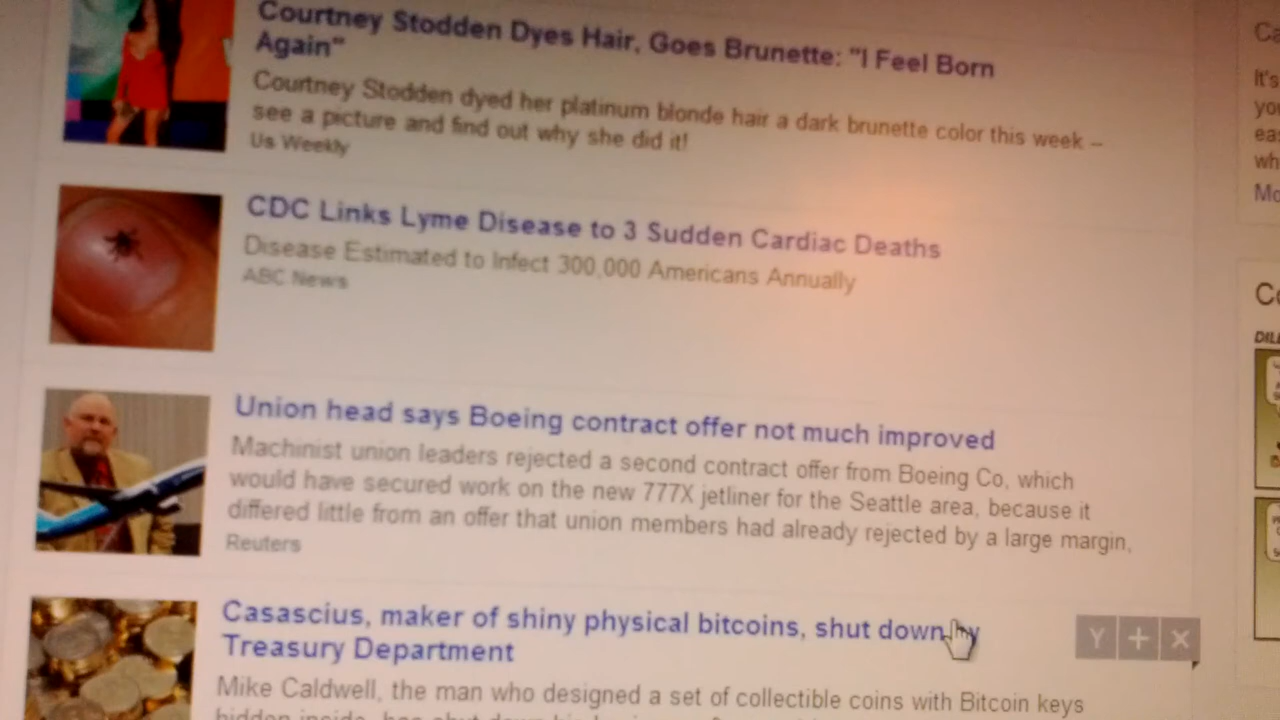 Courtney Stodden Dyes Hair, Goes Brunette: "I Feel Born
Again"
Courtney Stodden dyed her platinum blonde hair a dark brunette color this week –
see a picture and find out why she did it!
Us Weekly
CDC Links Lyme Disease to 3 Sudden Cardiac Deaths
Disease Estimated to Infect 300,000 Americans Annually
ABC News
Union head says Boeing contract offer not much improved
Machinist union leaders rejected a second contract offer from Boeing Co, which
would have secured work on the new 777X jetliner for the Seattle area, because it
differed little from an offer that union members had already rejected by a large margin,
Reuters
Casascius, maker of shiny physical bitcoins, shut down by
Treasury Department
Y + X
Mike Caldwell, the man who designed a set of collectible coins with Bitcoin keys
It's